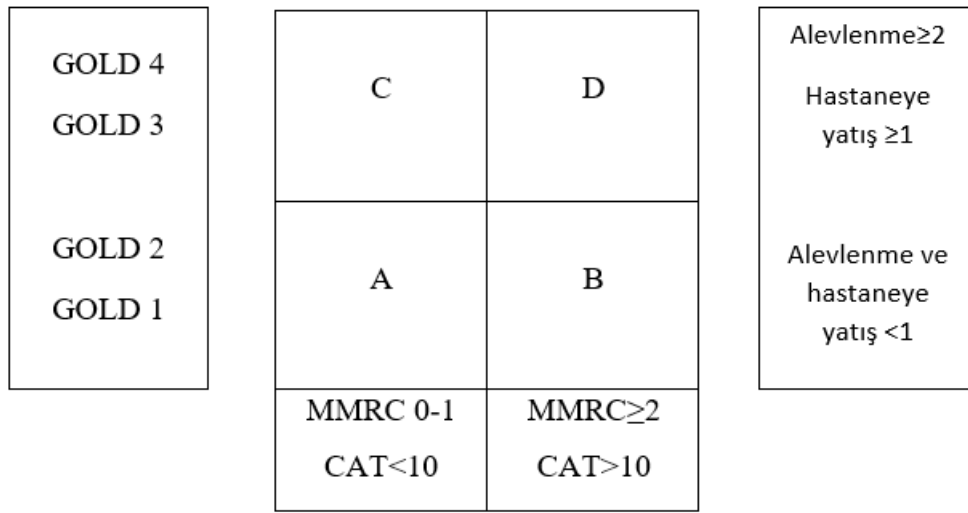 GOLD 4
GOLD 3
GOLD 2
GOLD 1
C
D
A
B
MMRC 0-1
CAT<10
MMRC≥2
CAT>10
Alevlenme≥2
Hastaneye
yatış ≥1
Alevlenme ve
hastaneye
yatış <1